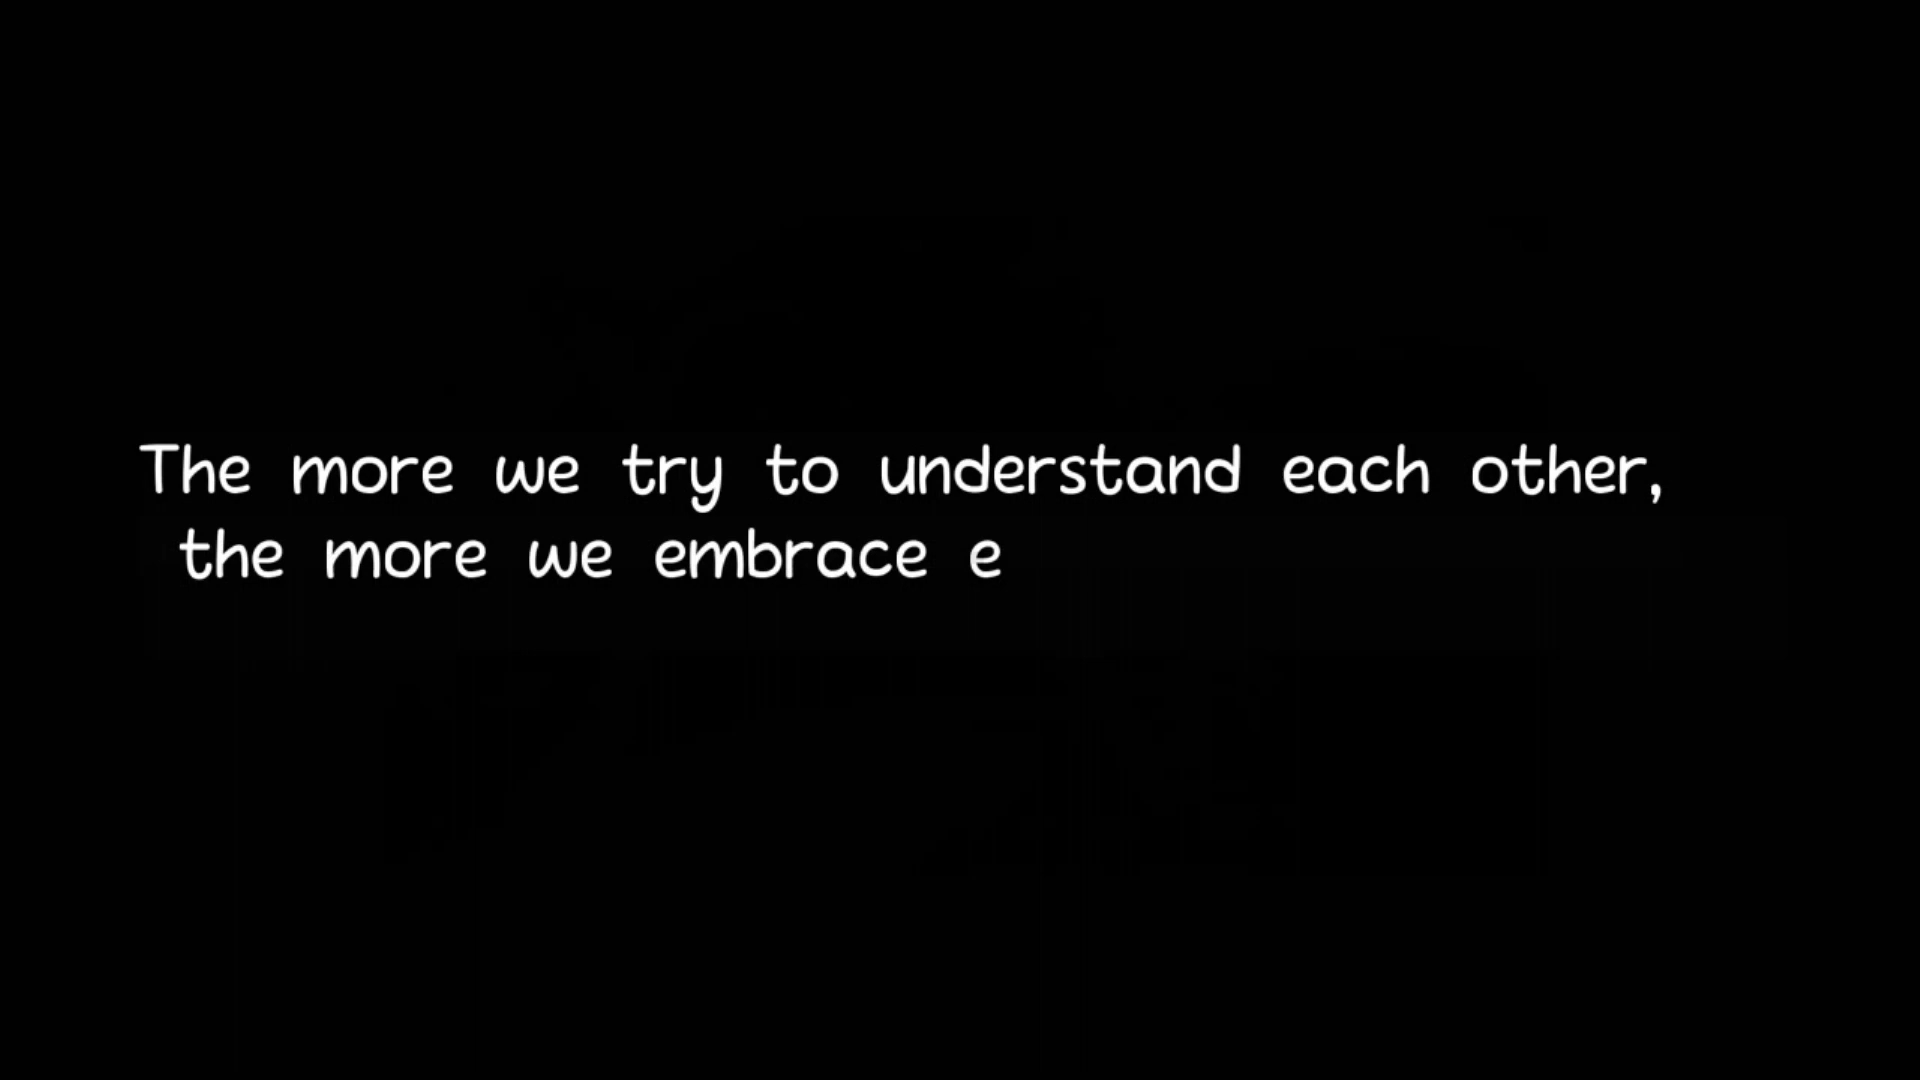 The more we try to understand each other,
the more we embrace e